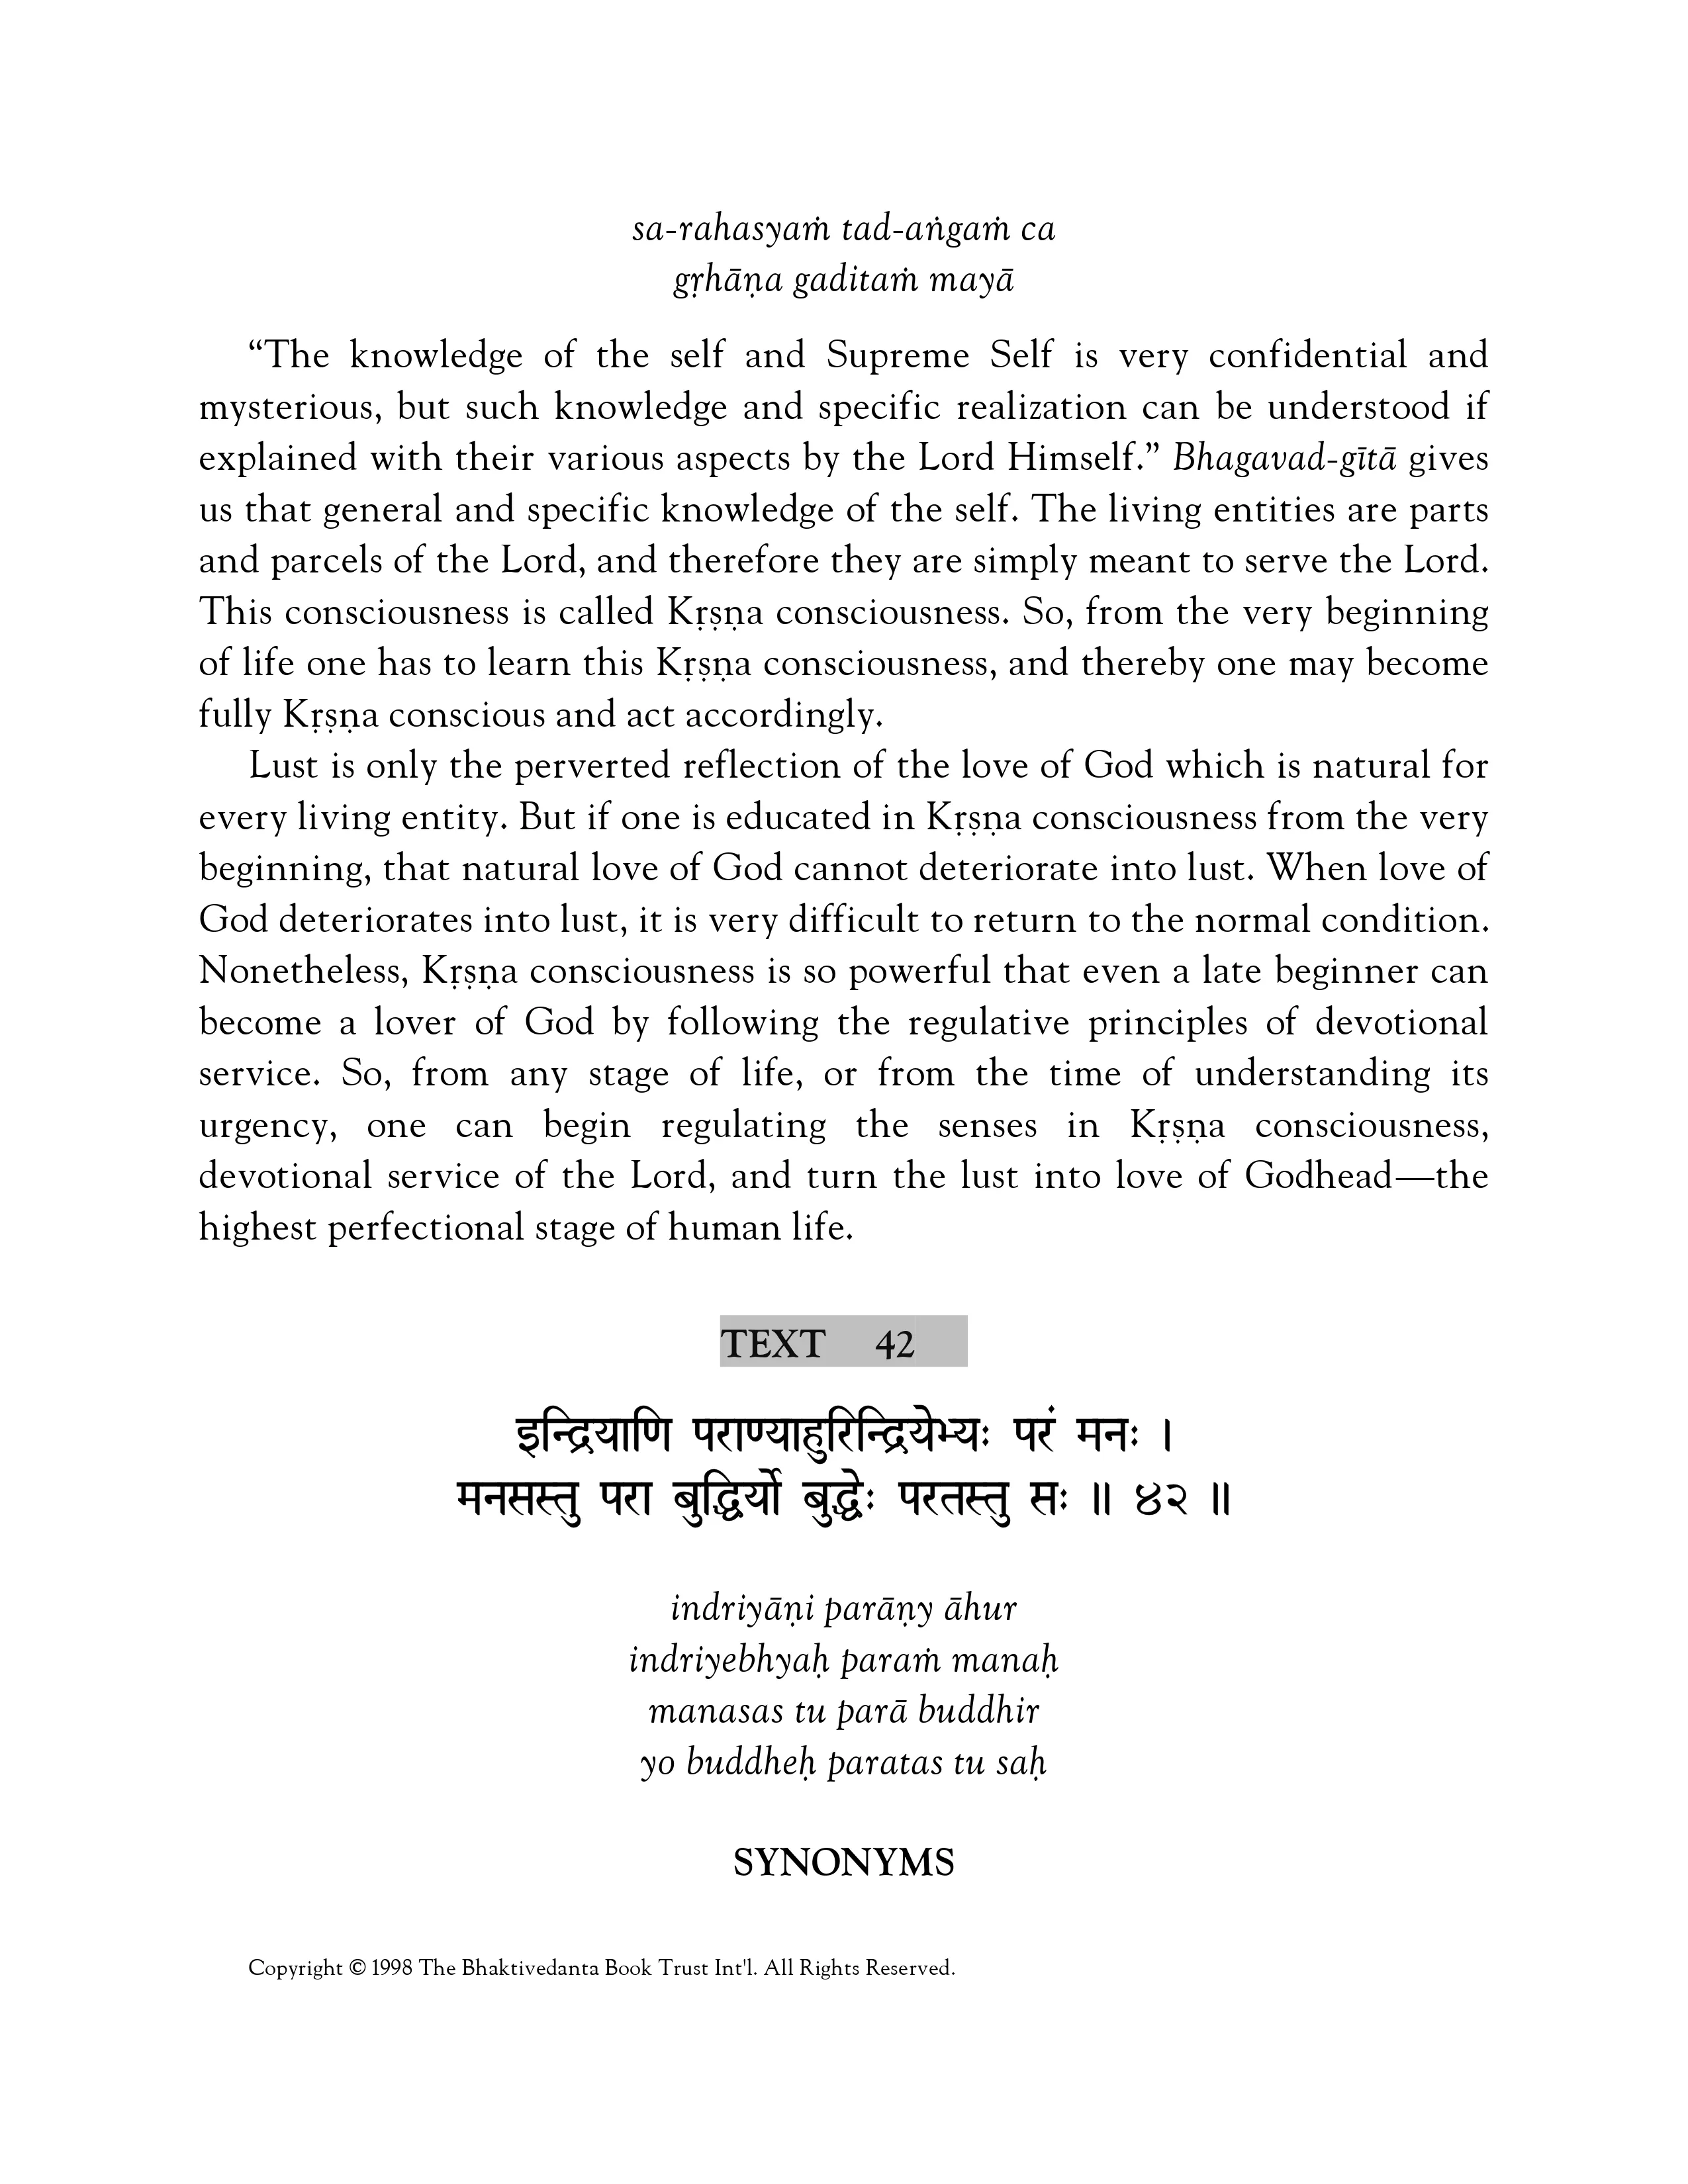 sa-rahasyaṁ tad-aṅgaṁ ca
gṛhāṇa gaditaṁ mayā
“The knowledge of the self and Supreme Self is very confidential and
mysterious, but such knowledge and specific realization can be understood if
explained with their various aspects by the Lord Himself.” Bhagavad-gītā gives
us that general and specific knowledge of the self. The living entities are parts
and parcels of the Lord, and therefore they are simply meant to serve the Lord.
This consciousness is called Kṛṣṇa consciousness. So, from the very beginning
of life one has to learn this Kṛṣṇa consciousness, and thereby one may become
fully Kṛṣṇa conscious and act accordingly.
Lust is only the perverted reflection of the love of God which is natural for
every living entity. But if one is educated in Kṛṣṇa consciousness from the very
beginning, that natural love of God cannot deteriorate into lust. When love of
God deteriorates into lust, it is very difficult to return to the normal condition.
Nonetheless, Kṛṣṇa consciousness is so powerful that even a late beginner can
become a lover of God by following the regulative principles of devotional
service. So, from any stage of life, or from the time of understanding its
urgency, one can begin regulating the senses in Kṛṣṇa consciousness,
devotional service of the Lord, and turn the lust into love of Godhead—the
highest perfectional stage of human life.
TEXT 42
इन्द्रियाणि पराण्याहुरिन्द्रियेभ्यः परं मनः ।
मनसस्तु परा बुद्धिर्यो बुद्धेः परतस्तु सः ॥ ४२ ॥
indriyāṇi parāṇy āhur
indriyebhyaḥ paraṁ manaḥ
manasas tu parā buddhir
yo buddheḥ paratas tu saḥ
SYNONYMS
Copyright © 1998 The Bhaktivedanta Book Trust Int'l. All Rights Reserved.